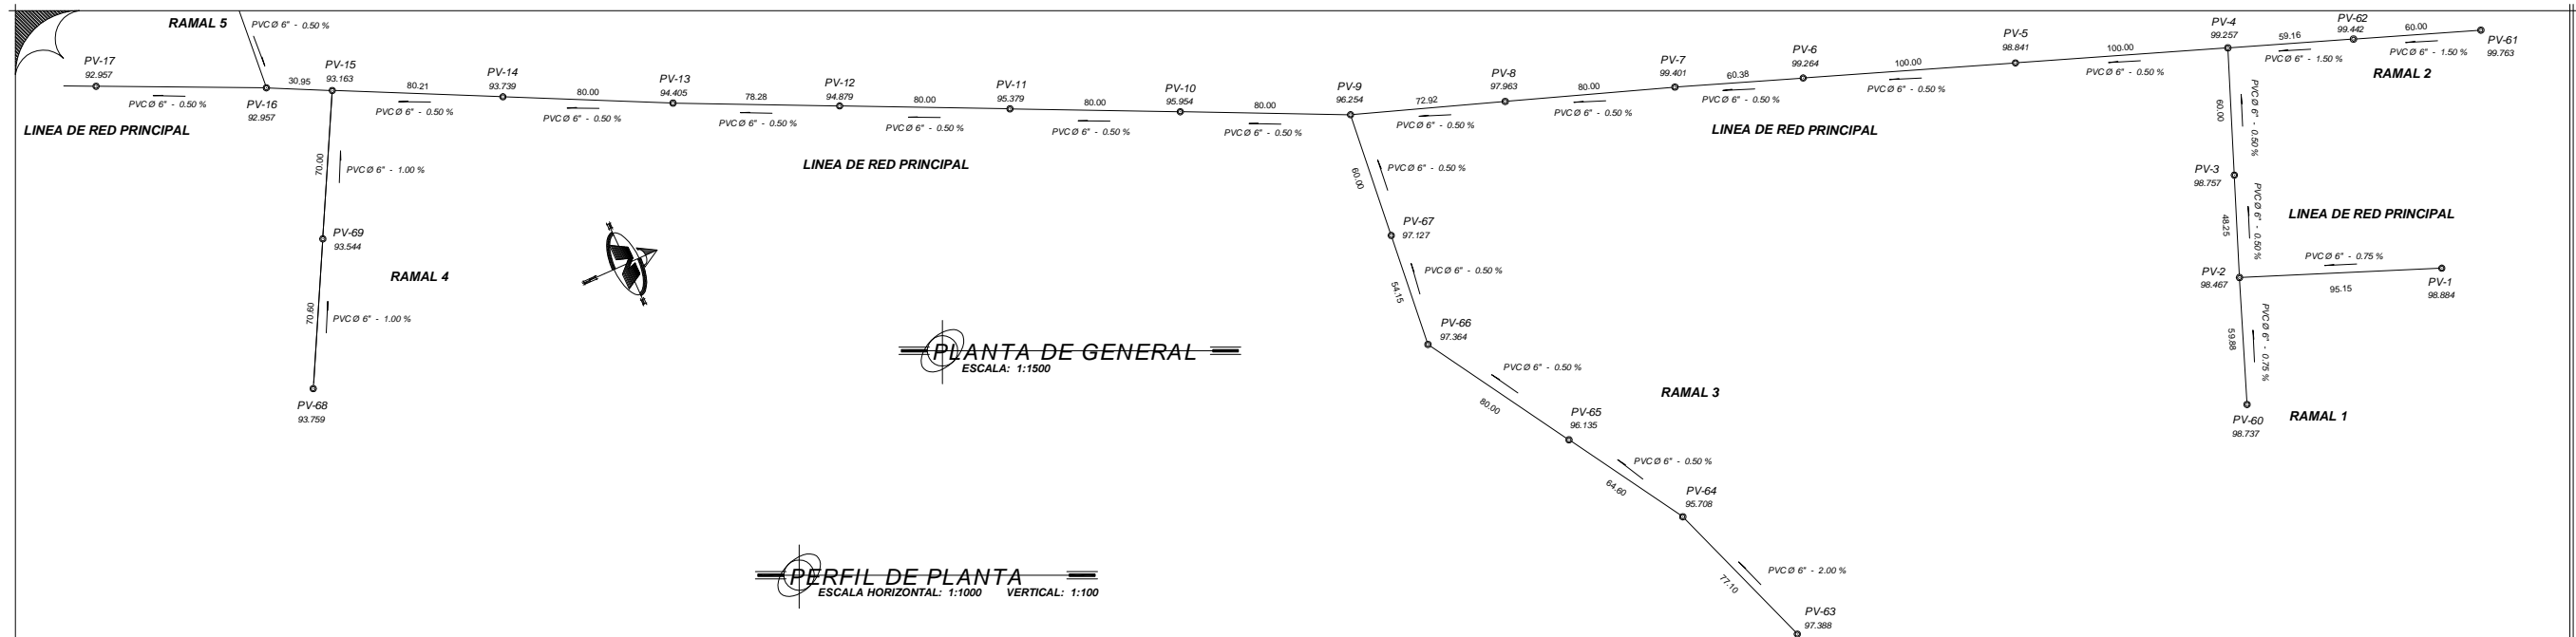 RAMAL 5
PVC Ø 6" - 0.50 %
PV-17
92.957
PVC Ø 6" - 0.50 %
LINEA DE RED PRINCIPAL
PV-16
92.957
30.95
PV-15
93.163
80.21
PVC Ø 6" - 0.50 %
PV-14
93.739
80.00
PVC Ø 6" - 0.50 %
PV-13
94.405
78.28
PVC Ø 6" - 0.50 %
PV-12
94.879
80.00
PVC Ø 6" - 0.50 %
PV-11
95.379
80.00
PVC Ø 6" - 0.50 %
PV-10
95.954
80.00
PVC Ø 6" - 0.50 %
LINEA DE RED PRINCIPAL
PV-9
96.254
72.92
PVC Ø 6" - 0.50 %
PV-8
97.963
80.00
PVC Ø 6" - 0.50 %
PV-7
99.401
60.38
PVC Ø 6" - 0.50 %
PV-6
99.264
100.00
PVC Ø 6" - 0.50 %
LINEA DE RED PRINCIPAL
PV-5
98.841
100.00
PVC Ø 6" - 0.50 %
PV-4
99.257
59.16
PVC Ø 6" - 1.50 %
PV-62
99.442
60.00
PVC Ø 6" - 1.50 %
PV-61
99.763
RAMAL 2
70.00
PVC Ø 6" - 1.00 %
PV-69
93.544
RAMAL 4
70.60
PVC Ø 6" - 1.00 %
PV-68
93.759
60.00
PVC Ø 6" - 0.50 %
PV-67
97.127
54.15
PVC Ø 6" - 0.50 %
PV-66
97.364
PVC Ø 6" - 0.50 %
80.00
RAMAL 3
PV-65
96.135
PVC Ø 6" - 0.50 %
64.60
PV-64
95.708
PVC Ø 6" - 2.00 %
77.10
PV-63
97.388
60.00
PVC Ø 6" - 0.50 %
PV-3
98.757
48.25
PVC Ø 6" - 0.50 %
LINEA DE RED PRINCIPAL
PV-2
98.467
PVC Ø 6" - 0.75 %
95.15
PV-1
98.884
59.88
PVC Ø 6" - 0.75 %
PV-60
98.737
RAMAL 1
PLANTA DE GENERAL
ESCALA: 1:1500
PERFIL DE PLANTA
ESCALA HORIZONTAL: 1:1000 VERTICAL: 1:100